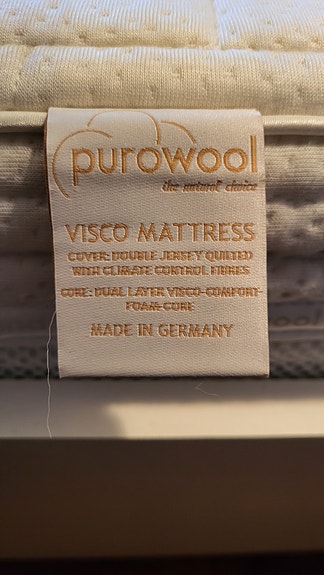 purowool
the natural choice
VISCO MATTRESS
COVER: DOUBLE JERSEY QUILTED
WITH CLIMATE CONTROL FIBRES
CORE: DUAL LAYER VISCO-COMFORT-
FOAM-CORE
MADE IN GERMANY